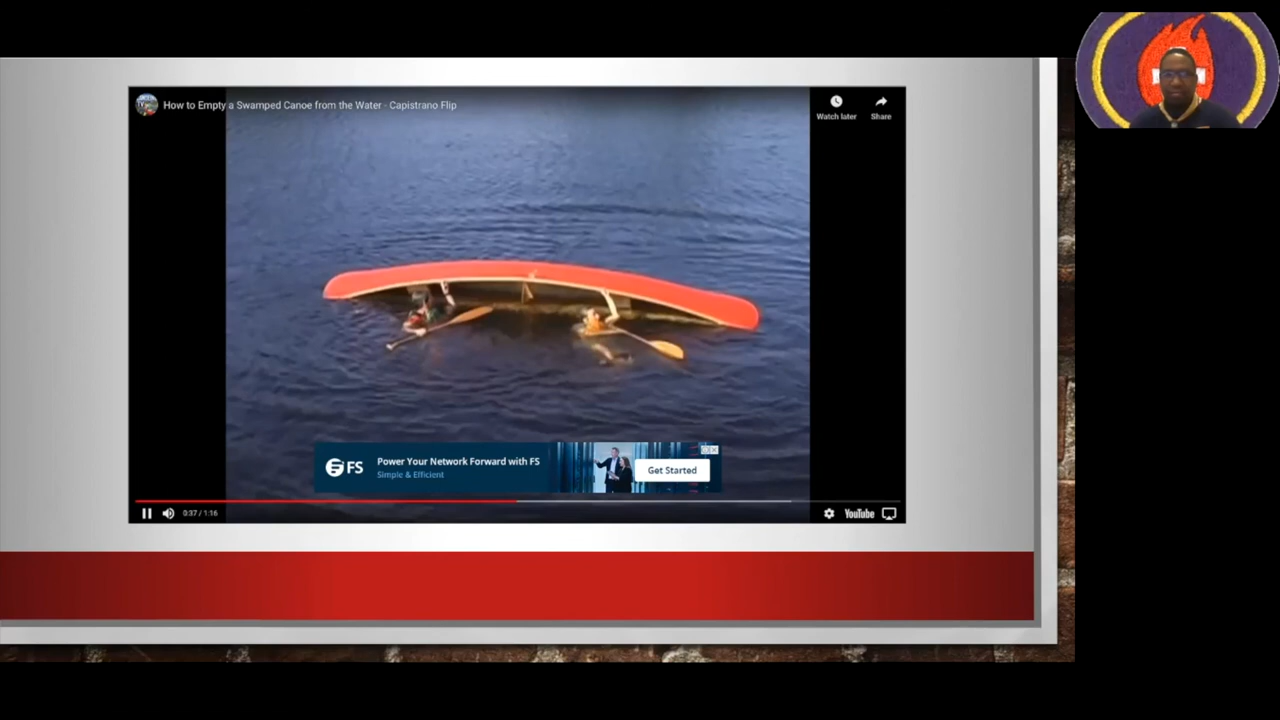 How to Empty a Swamped Canoe from the Water - Capistrano Flip
Watch later
Share
FS
Power Your Network Forward with FS
Simple & Efficient
Get Started
0:37 / 1:16
YouTube